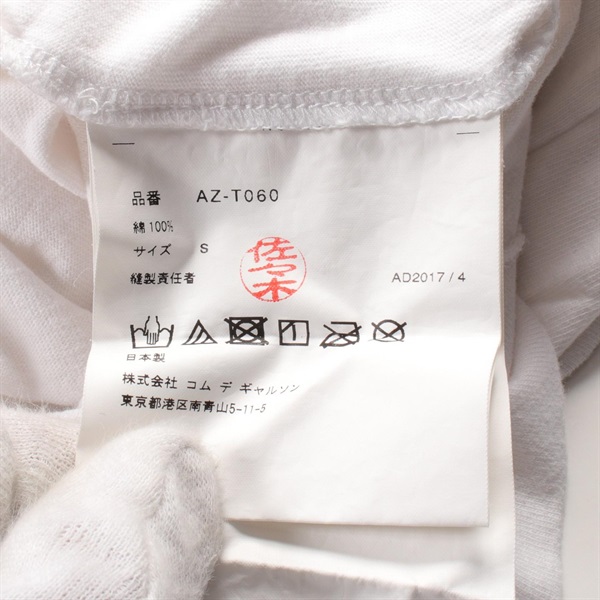 品番 AZ-T060
綿 100%
サイズ S
縫製責任者 佐々木 AD2017/4
日本製
株式会社 コム デ ギャルソン
東京都港区南青山5-11-5